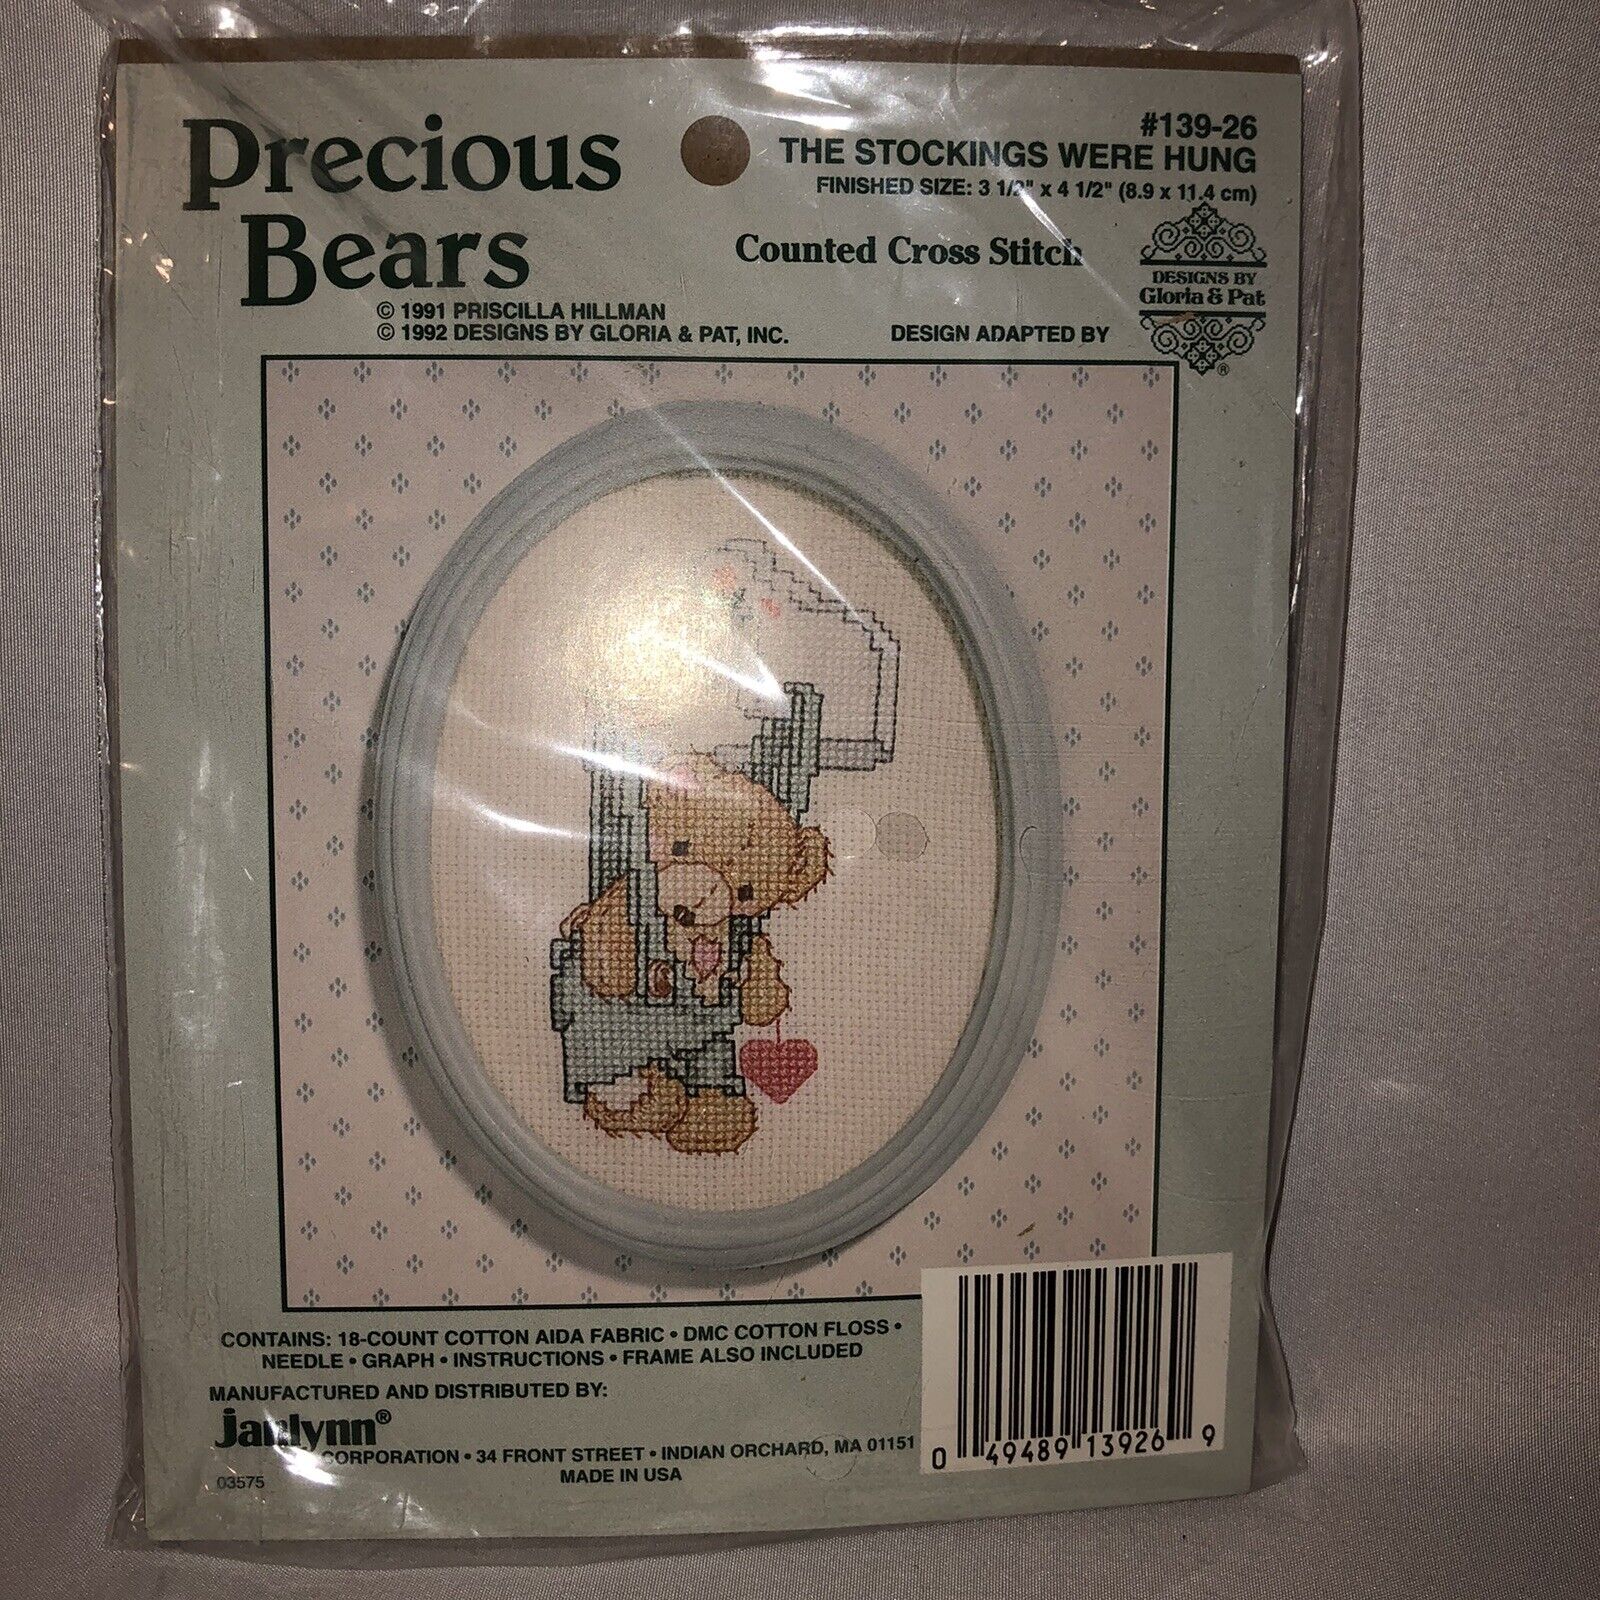 Precious
Bears
© 1991 PRISCILLA HILLMAN
© 1992 DESIGNS BY GLORIA & PAT, INC.
#139-26
THE STOCKINGS WERE HUNG
FINISHED SIZE: 3 1/2" x 4 1/2" (8.9 x 11.4 cm)
Counted Cross Stitch
DESIGN ADAPTED BY
DESIGNS BY
Gloria & Pat
®
CONTAINS: 18-COUNT COTTON AIDA FABRIC • DMC COTTON FLOSS •
NEEDLE • GRAPH • INSTRUCTIONS • FRAME ALSO INCLUDED
MANUFACTURED AND DISTRIBUTED BY:
janlynn®
CORPORATION • 34 FRONT STREET • INDIAN ORCHARD, MA 01151
MADE IN USA
03575
0 49489 13926 9